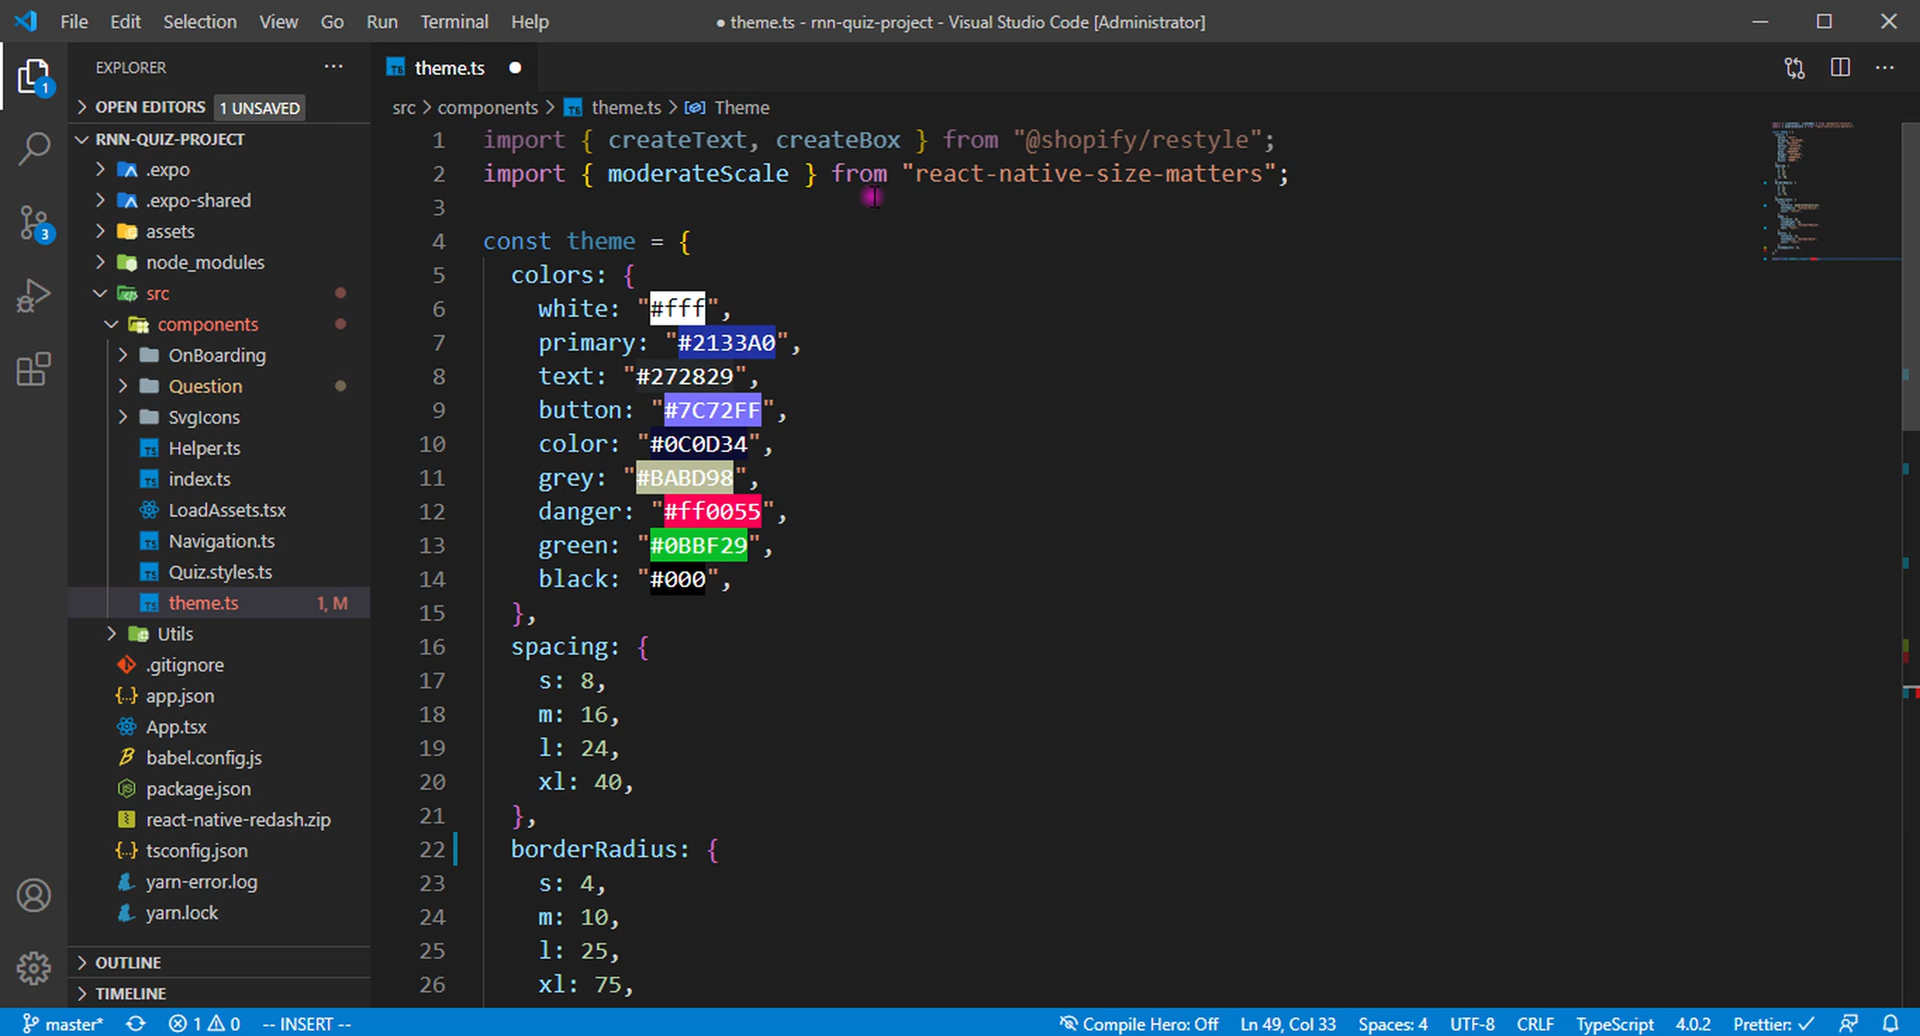 File Edit Selection View Go Run Terminal Help
● theme.ts - rnn-quiz-project - Visual Studio Code [Administrator]
EXPLORER
OPEN EDITORS 1 UNSAVED
RNN-QUIZ-PROJECT
.expo
.expo-shared
assets
node_modules
src
components
OnBoarding
Question
SvgIcons
Helper.ts
index.ts
LoadAssets.tsx
Navigation.ts
Quiz.styles.ts
theme.ts 1, M
Utils
.gitignore
app.json
App.tsx
babel.config.js
package.json
react-native-redash.zip
tsconfig.json
yarn-error.log
yarn.lock
OUTLINE
TIMELINE
1
3
theme.ts
src > components > theme.ts > Theme
1 import { createText, createBox } from "@shopify/restyle";
2 import { moderateScale } from "react-native-size-matters";
3
4 const theme = {
5 colors: {
6 white: "#fff",
7 primary: "#2133A0",
8 text: "#272829",
9 button: "#7C72FF",
10 color: "#0C0D34",
11 grey: "#BABD98",
12 danger: "#ff0055",
13 green: "#0BBF29",
14 black: "#000",
15 },
16 spacing: {
17 s: 8,
18 m: 16,
19 l: 24,
20 xl: 40,
21 },
22 borderRadius: {
23 s: 4,
24 m: 10,
25 l: 25,
26 xl: 75,
master* 1 0 -- INSERT -- Compile Hero: Off Ln 49, Col 33 Spaces: 4 UTF-8 CRLF TypeScript 4.0.2 Prettier: ✓